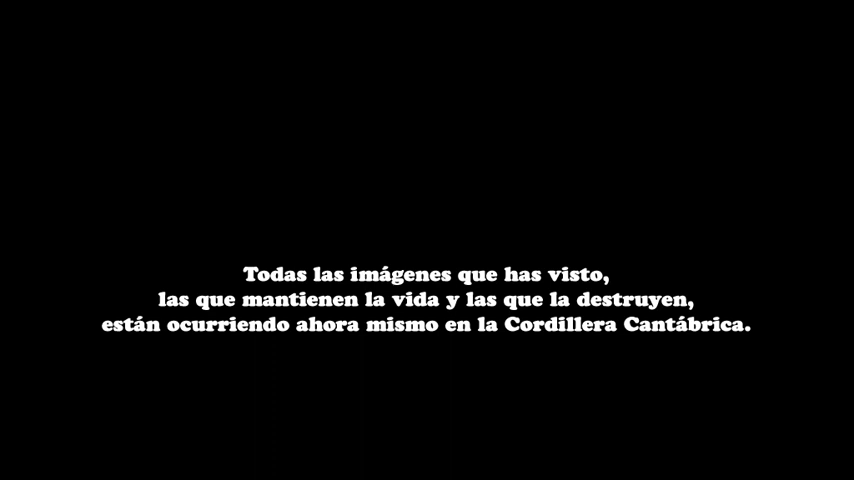 Todas las imágenes que has visto,
las que mantienen la vida y las que la destruyen,
están ocurriendo ahora mismo en la Cordillera Cantábrica.